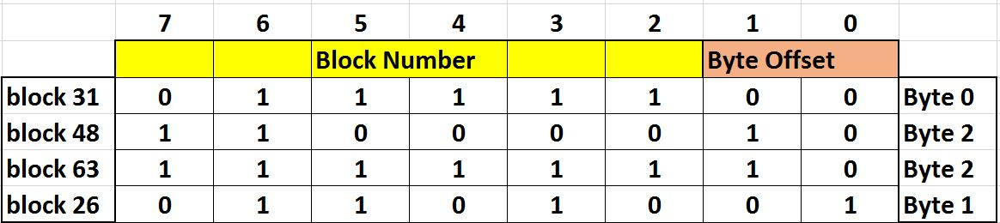 7 6 5 4 3 2 1 0
Block Number Byte Offset
block 31 0 1 1 1 1 1 0 0 Byte 0
block 48 1 1 0 0 0 0 1 0 Byte 2
block 63 1 1 1 1 1 1 1 0 Byte 2
block 26 0 1 1 0 1 0 0 1 Byte 1